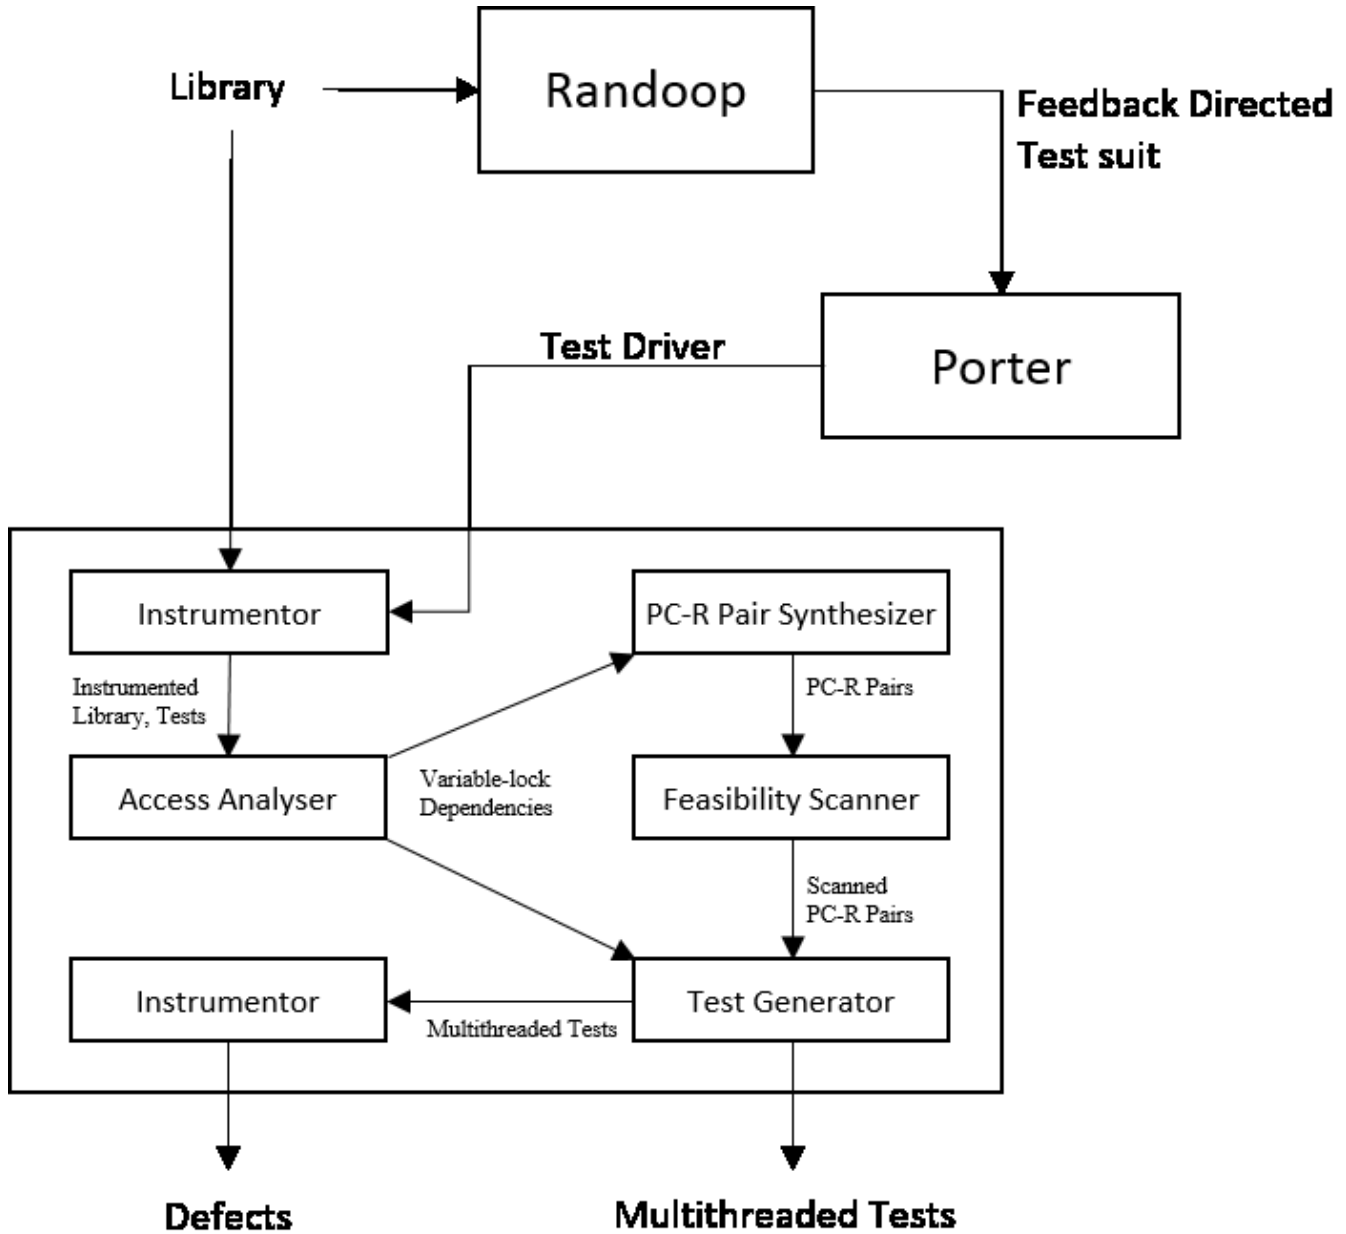 Library
Randoop
Feedback Directed
Test suit
Test Driver
Porter
Instrumentor
PC-R Pair Synthesizer
Instrumented
Library, Tests
PC-R Pairs
Access Analyser
Variable-lock
Dependencies
Feasibility Scanner
Scanned
PC-R Pairs
Instrumentor
Multithreaded Tests
Test Generator
Defects
Multithreaded Tests